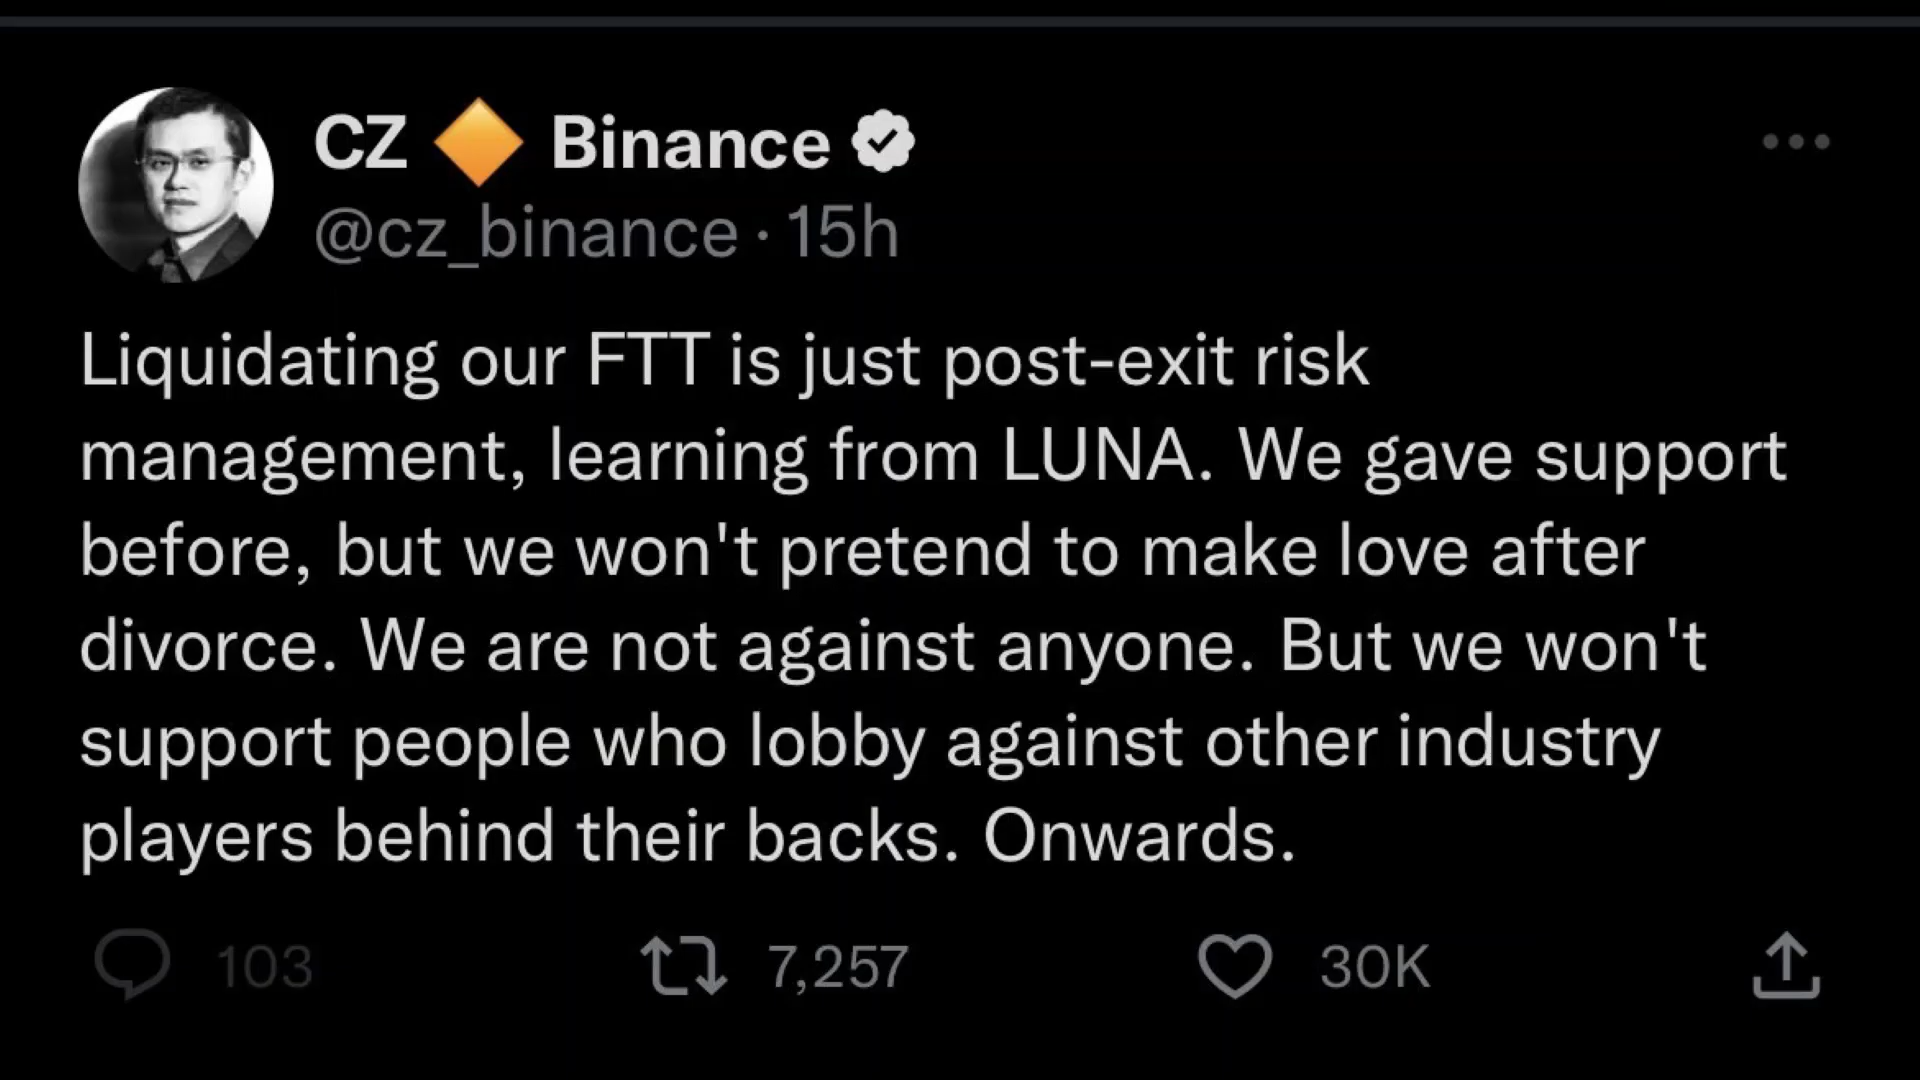 CZ 🔶 Binance
@cz_binance · 15h
Liquidating our FTT is just post-exit risk
management, learning from LUNA. We gave support
before, but we won't pretend to make love after
divorce. We are not against anyone. But we won't
support people who lobby against other industry
players behind their backs. Onwards.
103 7,257 30K